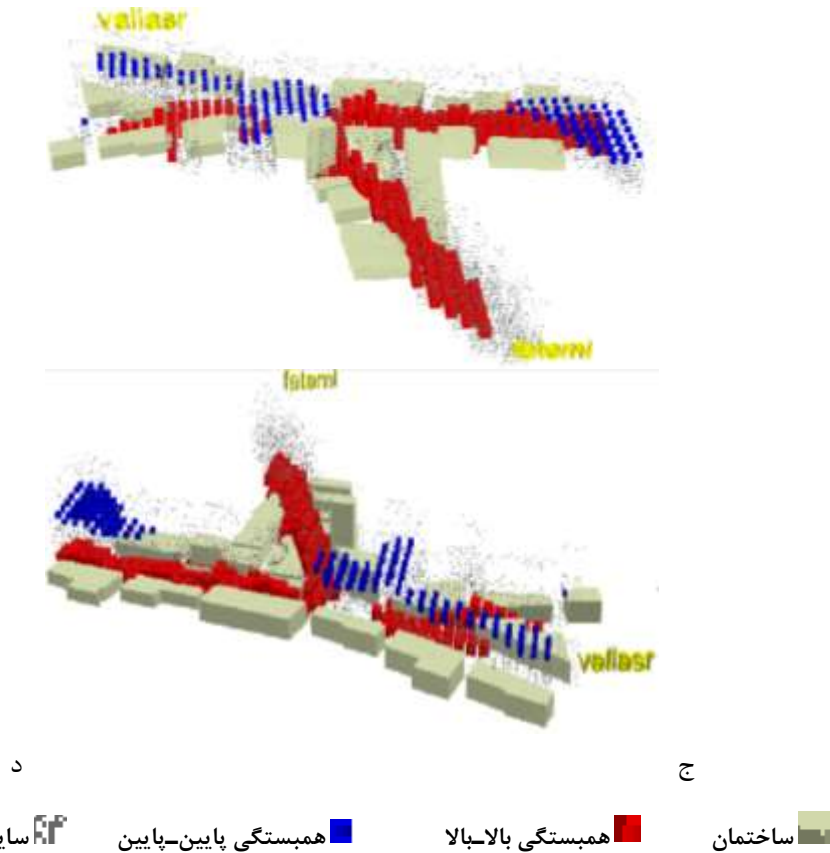 valiasr
fatemi
fatemi
valiasr
ج د
ساختمان همبستگی بالا-بالا همبستگی پایین-پایین